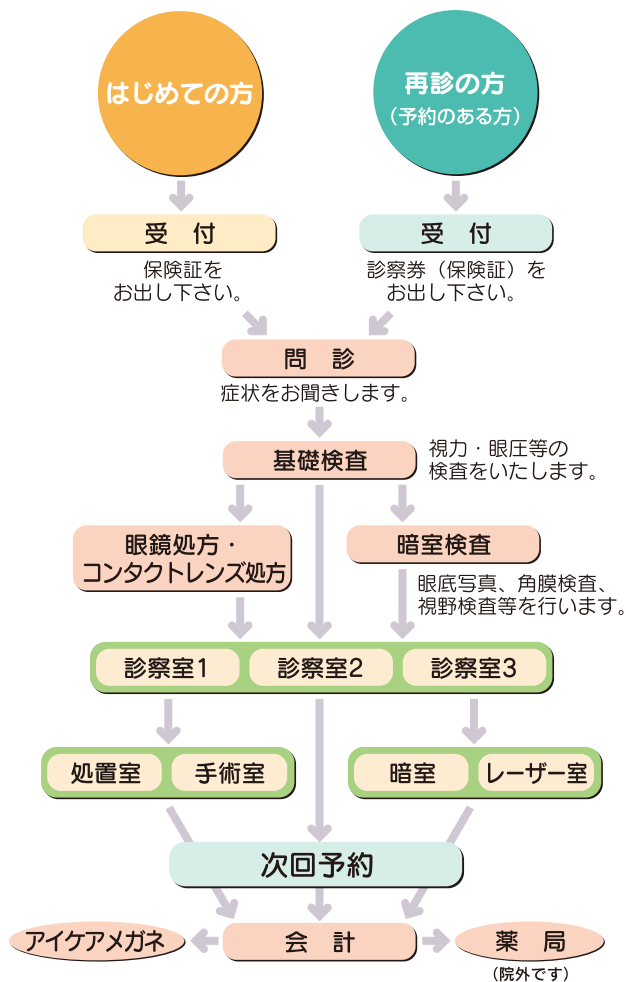 はじめての方
再診の方
（予約のある方）
受　付
受　付
保険証を
お出し下さい。
診察券（保険証）を
お出し下さい。
問　診
症状をお聞きします。
基礎検査
視力・眼圧等の
検査をいたします。
眼鏡処方・
コンタクトレンズ処方
暗室検査
眼底写真、角膜検査、
視野検査等を行います。
診察室1
診察室2
診察室3
処置室
手術室
暗室
レーザー室
次回予約
アイケアメガネ
会　計
薬　局
（院外です）